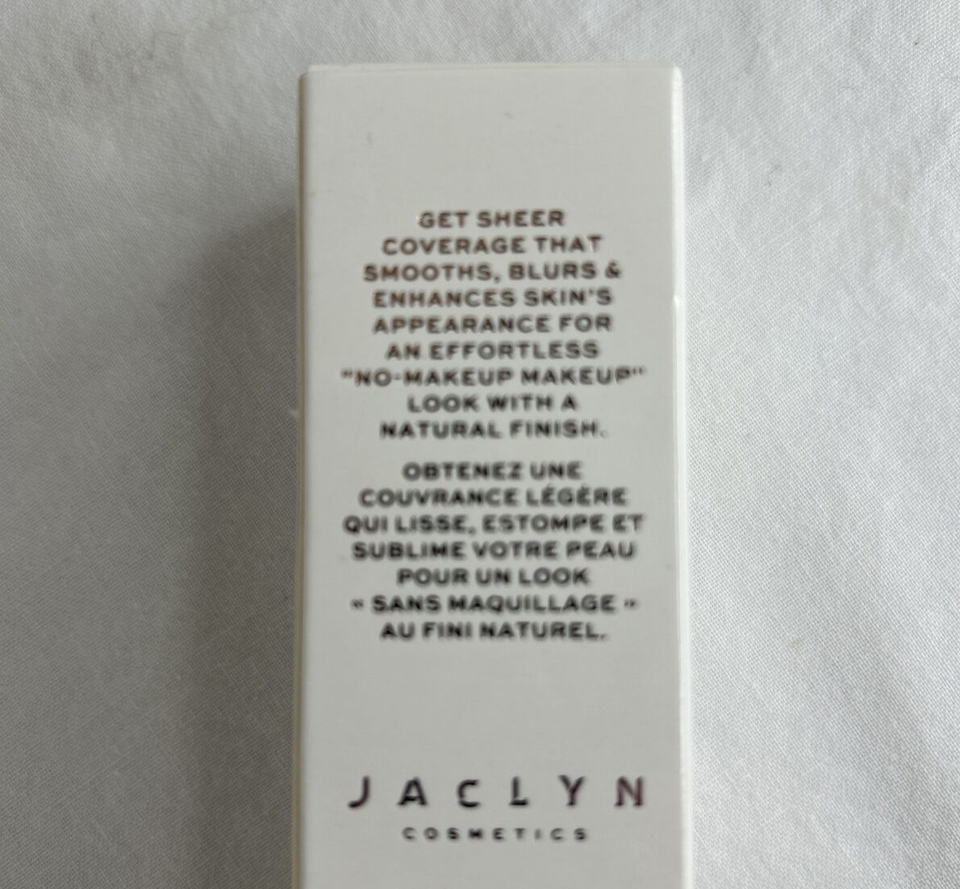 GET SHEER
COVERAGE THAT
SMOOTHS, BLURS &
ENHANCES SKIN'S
APPEARANCE FOR
AN EFFORTLESS
"NO-MAKEUP MAKEUP"
LOOK WITH A
NATURAL FINISH.
OBTENEZ UNE
COUVRANCE LÉGÈRE
QUI LISSE, ESTOMPE ET
SUBLIME VOTRE PEAU
POUR UN LOOK
« SANS MAQUILLAGE »
AU FINI NATUREL.
JACLYN
COSMETICS